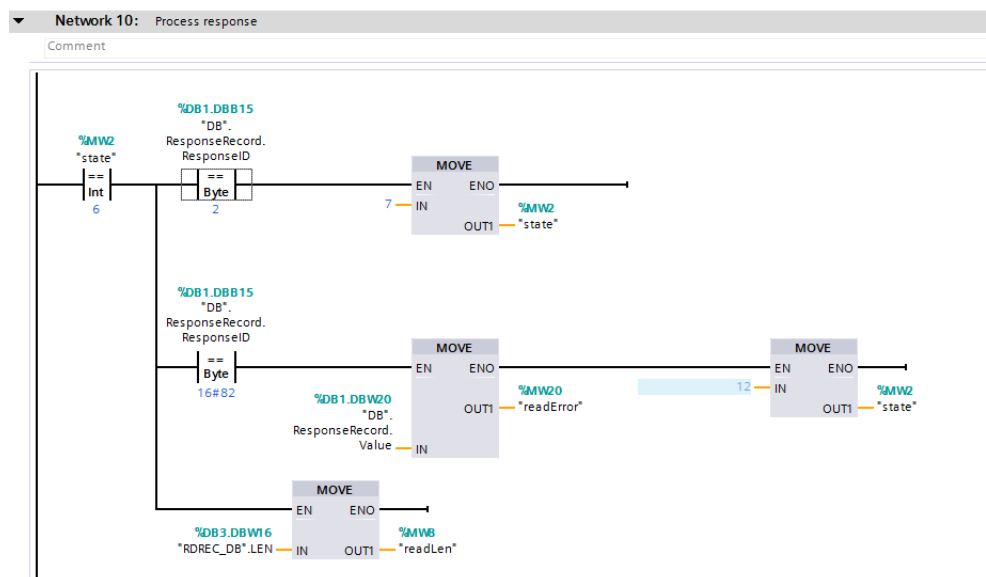 Network 10: Process response
Comment
%DB1.DBB15
"DB".
ResponseRecord.
ResponseID
%MW2
"state"
==
Int
6
==
Byte
2
MOVE
EN ENO
7 IN
OUT1
%MW2
"state"
%DB1.DBB15
"DB".
ResponseRecord.
ResponseID
==
Byte
16#82
MOVE
EN ENO
%DB1.DBW20
"DB".
ResponseRecord.
Value IN
OUT1
%MW20
"readError"
MOVE
EN ENO
12 IN
OUT1
%MW2
"state"
MOVE
EN ENO
%DB3.DBW16
"RDREC_DB".LEN IN
OUT1
%MW8
"readLen"